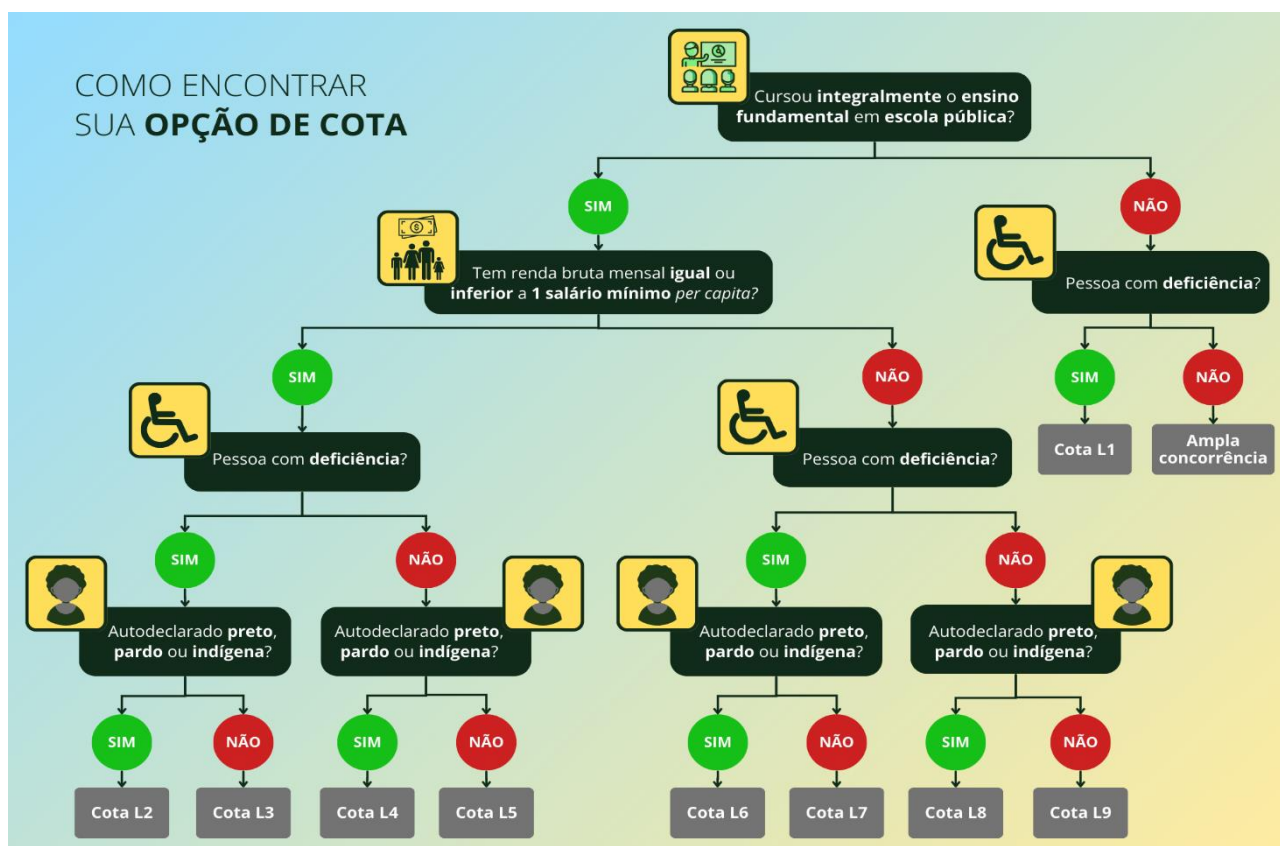 COMO ENCONTRAR
SUA OPÇÃO DE COTA
Cursou integralmente o ensino
fundamental em escola pública?
SIM
NÃO
Tem renda bruta mensal igual ou
inferior a 1 salário mínimo per capita?
Pessoa com deficiência?
SIM
NÃO
SIM
NÃO
Cota L1
Ampla
concorrência
Pessoa com deficiência?
Pessoa com deficiência?
SIM
NÃO
SIM
NÃO
Autodeclarado preto,
pardo ou indígena?
Autodeclarado preto,
pardo ou indígena?
Autodeclarado preto,
pardo ou indígena?
Autodeclarado preto,
pardo ou indígena?
SIM
NÃO
SIM
NÃO
SIM
NÃO
SIM
NÃO
Cota L2
Cota L3
Cota L4
Cota L5
Cota L6
Cota L7
Cota L8
Cota L9